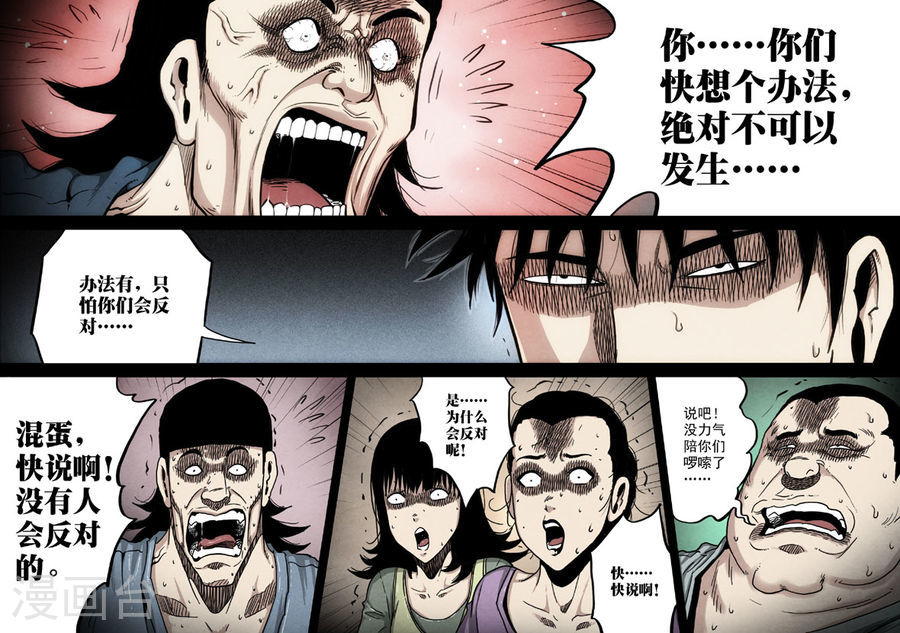 你……你们
快想个办法，
绝对不可以
发生……
办法有，只
怕你们会反
对……
混蛋，
快说啊！
没有人
会反对
的。
是……
为什么
会反对
呢！
快……
快说啊！
说吧！
没力气
陪你们
啰嗦了
……
漫画台